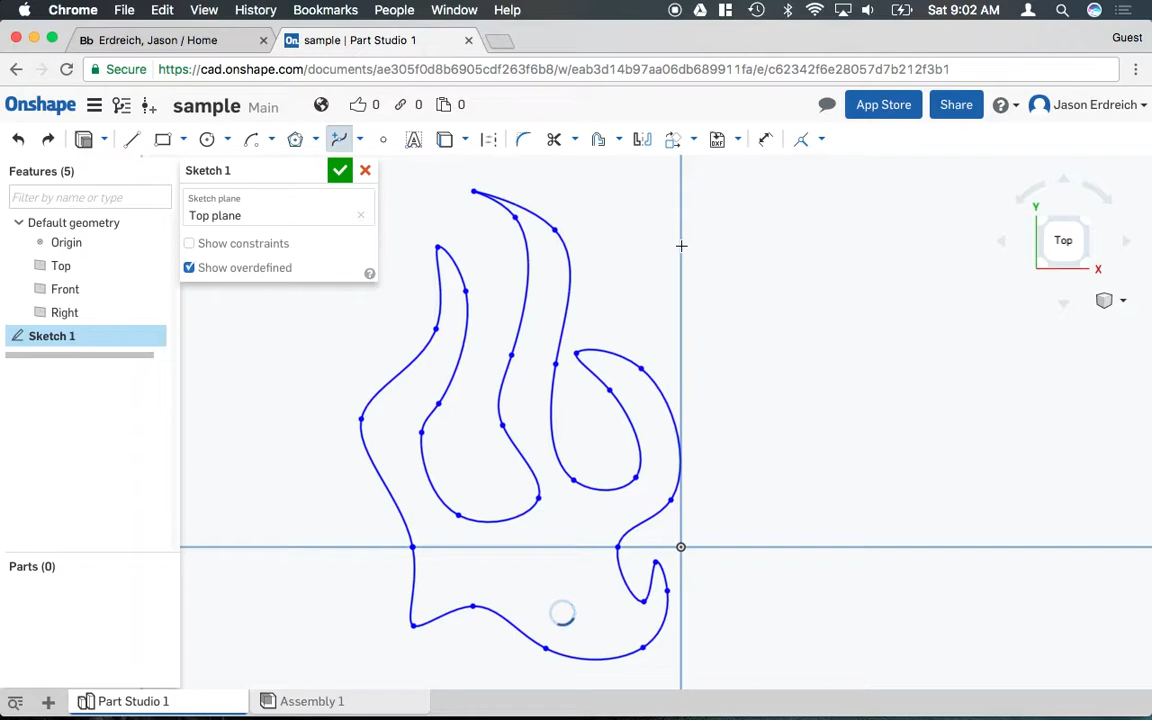 Chrome File Edit View History Bookmarks People Window Help Sat 9:02 AM
Bb Erdreich, Jason / Home On sample | Part Studio 1 Guest
Secure https://cad.onshape.com/documents/ae305f0d8b6905cdf263f6b8/w/eab3d14b97aa06db689911fa/e/c62342f6e28057d7b212f3b1
Onshape sample Main 0 0 0 App Store Share Jason Erdreich
DXF
Features (5)
Filter by name or type
Default geometry
Origin
Top
Front
Right
Sketch 1
Parts (0)
Sketch 1
Sketch plane
Top plane
Show constraints
Show overdefined
Y
Top
X
Part Studio 1 Assembly 1